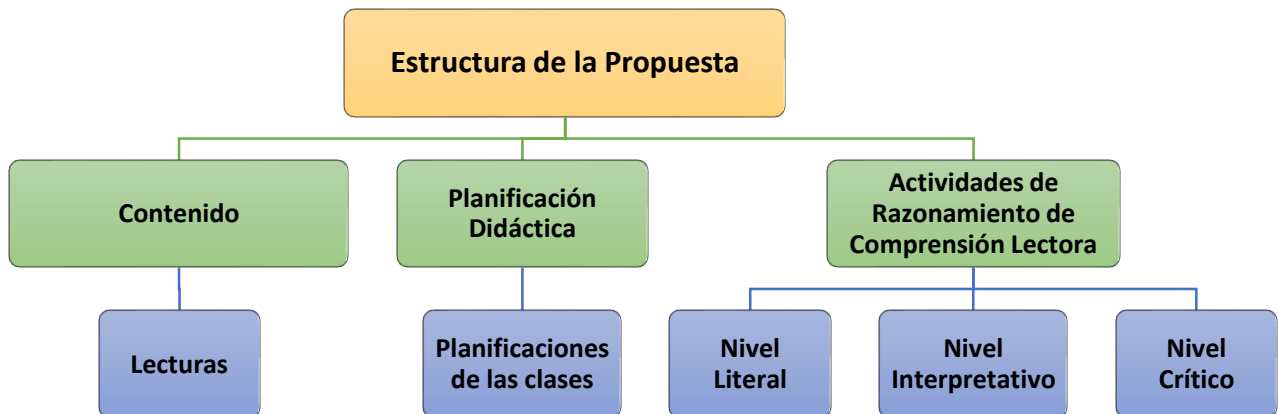 Estructura de la Propuesta
Contenido
Planificación
Didáctica
Actividades de
Razonamiento de
Comprensión Lectora
Lecturas
Planificaciones
de las clases
Nivel
Literal
Nivel
Interpretativo
Nivel
Crítico